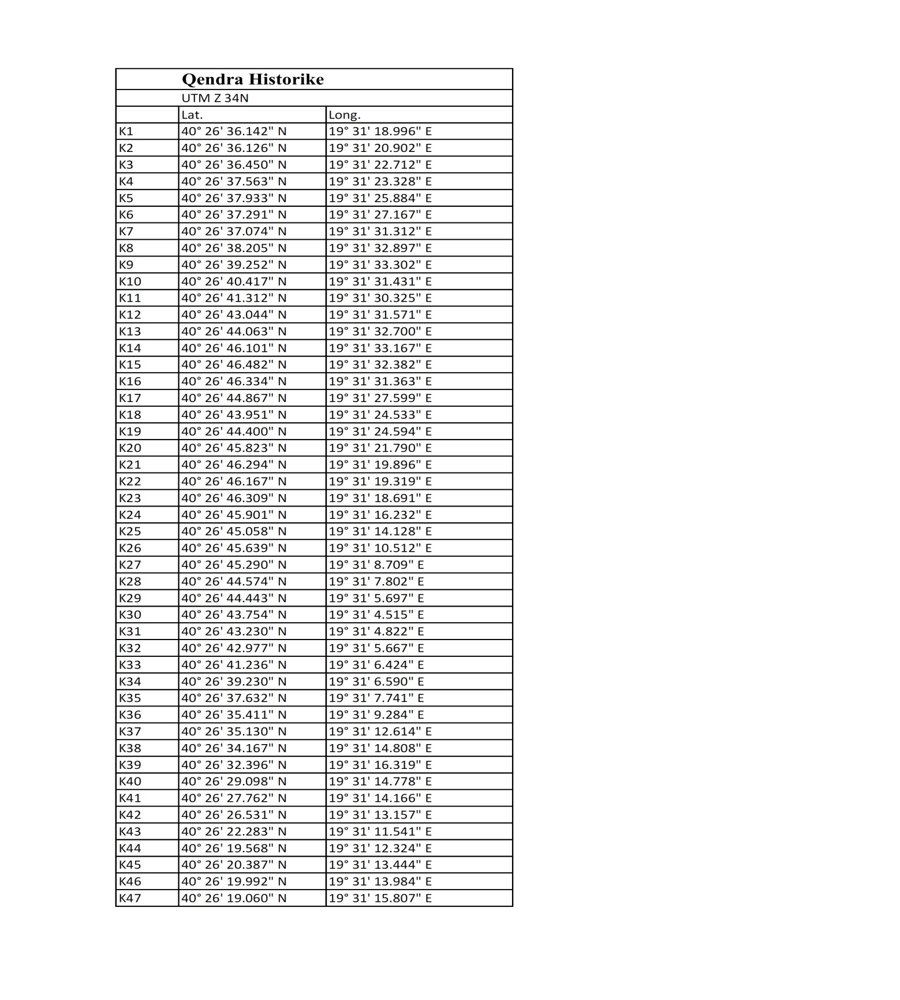 Qendra Historike
UTM Z 34N
Lat. Long.
K1 40° 26' 36.142" N 19° 31' 18.996" E
K2 40° 26' 36.126" N 19° 31' 20.902" E
K3 40° 26' 36.450" N 19° 31' 22.712" E
K4 40° 26' 37.563" N 19° 31' 23.328" E
K5 40° 26' 37.933" N 19° 31' 25.884" E
K6 40° 26' 37.291" N 19° 31' 27.167" E
K7 40° 26' 37.074" N 19° 31' 31.312" E
K8 40° 26' 38.205" N 19° 31' 32.897" E
K9 40° 26' 39.252" N 19° 31' 33.302" E
K10 40° 26' 40.417" N 19° 31' 31.431" E
K11 40° 26' 41.312" N 19° 31' 30.325" E
K12 40° 26' 43.044" N 19° 31' 31.571" E
K13 40° 26' 44.063" N 19° 31' 32.700" E
K14 40° 26' 46.101" N 19° 31' 33.167" E
K15 40° 26' 46.482" N 19° 31' 32.382" E
K16 40° 26' 46.334" N 19° 31' 31.363" E
K17 40° 26' 44.867" N 19° 31' 27.599" E
K18 40° 26' 43.951" N 19° 31' 24.533" E
K19 40° 26' 44.400" N 19° 31' 24.594" E
K20 40° 26' 45.823" N 19° 31' 21.790" E
K21 40° 26' 46.294" N 19° 31' 19.896" E
K22 40° 26' 46.167" N 19° 31' 19.319" E
K23 40° 26' 46.309" N 19° 31' 18.691" E
K24 40° 26' 45.901" N 19° 31' 16.232" E
K25 40° 26' 45.058" N 19° 31' 14.128" E
K26 40° 26' 45.639" N 19° 31' 10.512" E
K27 40° 26' 45.290" N 19° 31' 8.709" E
K28 40° 26' 44.574" N 19° 31' 7.802" E
K29 40° 26' 44.443" N 19° 31' 5.697" E
K30 40° 26' 43.754" N 19° 31' 4.515" E
K31 40° 26' 43.230" N 19° 31' 4.822" E
K32 40° 26' 42.977" N 19° 31' 5.667" E
K33 40° 26' 41.236" N 19° 31' 6.424" E
K34 40° 26' 39.230" N 19° 31' 6.590" E
K35 40° 26' 37.632" N 19° 31' 7.741" E
K36 40° 26' 35.411" N 19° 31' 9.284" E
K37 40° 26' 35.130" N 19° 31' 12.614" E
K38 40° 26' 34.167" N 19° 31' 14.808" E
K39 40° 26' 32.396" N 19° 31' 16.319" E
K40 40° 26' 29.098" N 19° 31' 14.778" E
K41 40° 26' 27.762" N 19° 31' 14.166" E
K42 40° 26' 26.531" N 19° 31' 13.157" E
K43 40° 26' 22.283" N 19° 31' 11.541" E
K44 40° 26' 19.568" N 19° 31' 12.324" E
K45 40° 26' 20.387" N 19° 31' 13.444" E
K46 40° 26' 19.992" N 19° 31' 13.984" E
K47 40° 26' 19.060" N 19° 31' 15.807" E